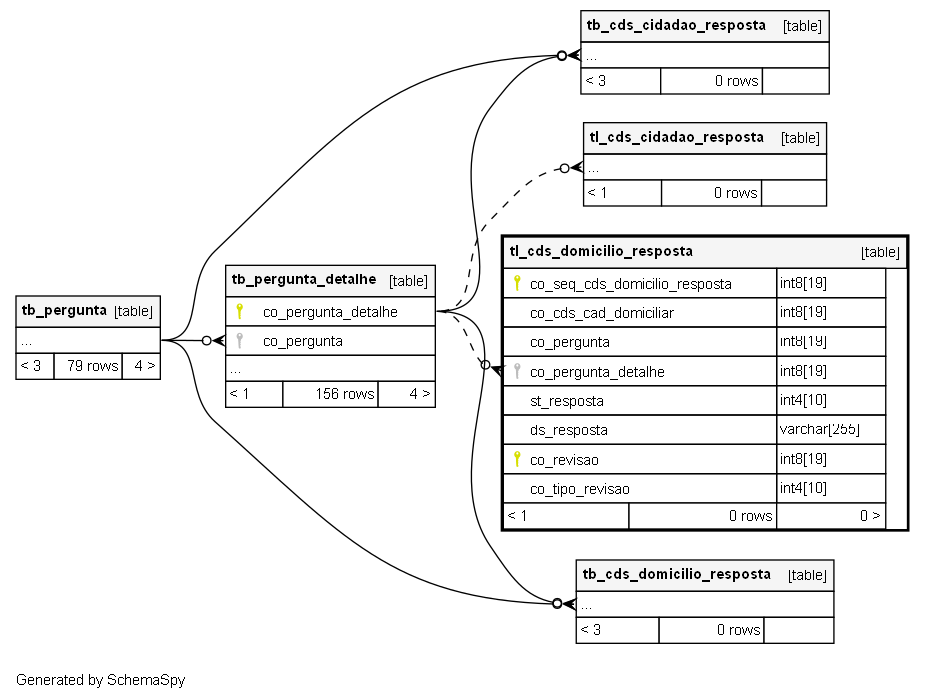 tb_cds_cidadao_resposta [table]
...
< 3 0 rows
tl_cds_cidadao_resposta [table]
...
< 1 0 rows
tl_cds_domicilio_resposta [table]
co_seq_cds_domicilio_resposta int8[19]
co_cds_cad_domiciliar int8[19]
co_pergunta int8[19]
co_pergunta_detalhe int8[19]
st_resposta int4[10]
ds_resposta varchar[255]
co_revisao int8[19]
co_tipo_revisao int4[10]
< 1 0 rows 0 >
tb_pergunta_detalhe [table]
co_pergunta_detalhe
co_pergunta
...
< 1 156 rows 4 >
tb_pergunta [table]
...
< 3 79 rows 4 >
tb_cds_domicilio_resposta [table]
...
< 3 0 rows
Generated by SchemaSpy